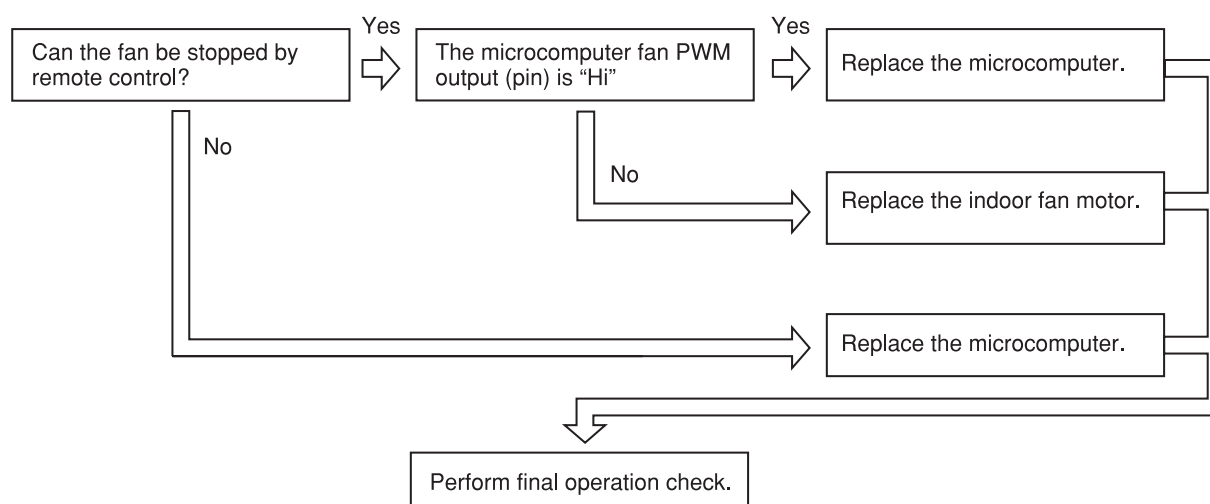 Yes
Yes
Can the fan be stopped by
remote control?
The microcomputer fan PWM
output (pin) is “Hi”
Replace the microcomputer.
No
No
Replace the indoor fan motor.
Replace the microcomputer.
Perform final operation check.